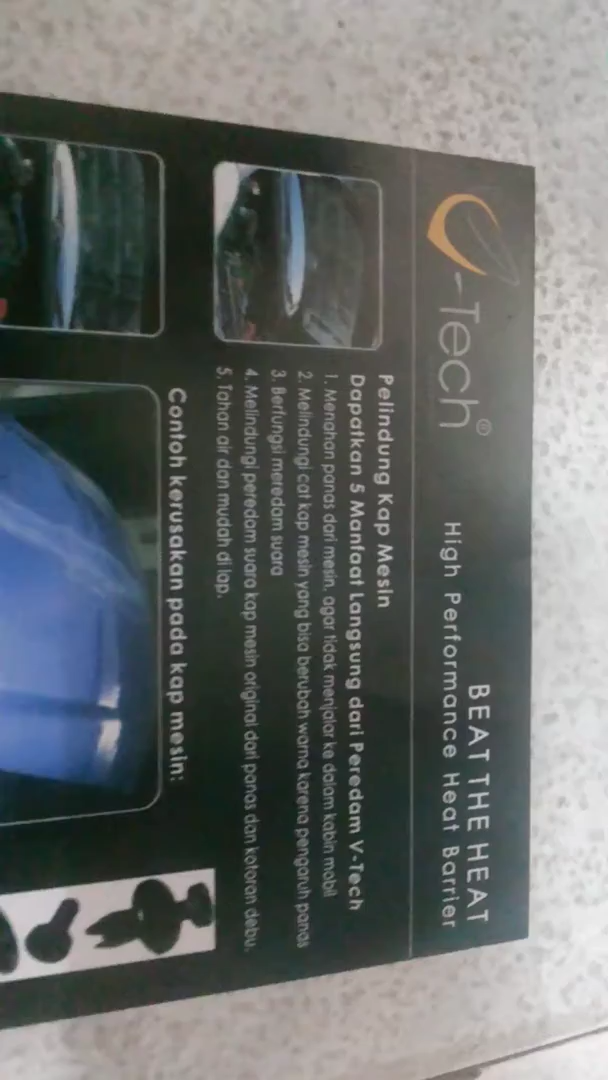 V-Tech®
BEAT THE HEAT
High Performance Heat Barrier
Pelindung Kap Mesin
Dapatkan 5 Manfaat Langsung dari Peredam V-Tech
1. Menahan panas dari mesin, agar tidak menjalar ke dalam kabin mobil
2. Melindungi cat kap mesin yang bisa berubah warna karena pengaruh panas
3. Berfungsi meredam suara
4. Melindungi peredam suara kap mesin original dari panas dan kotoran debu.
5. Tahan air dan mudah di lap.
Contoh kerusakan pada kap mesin: